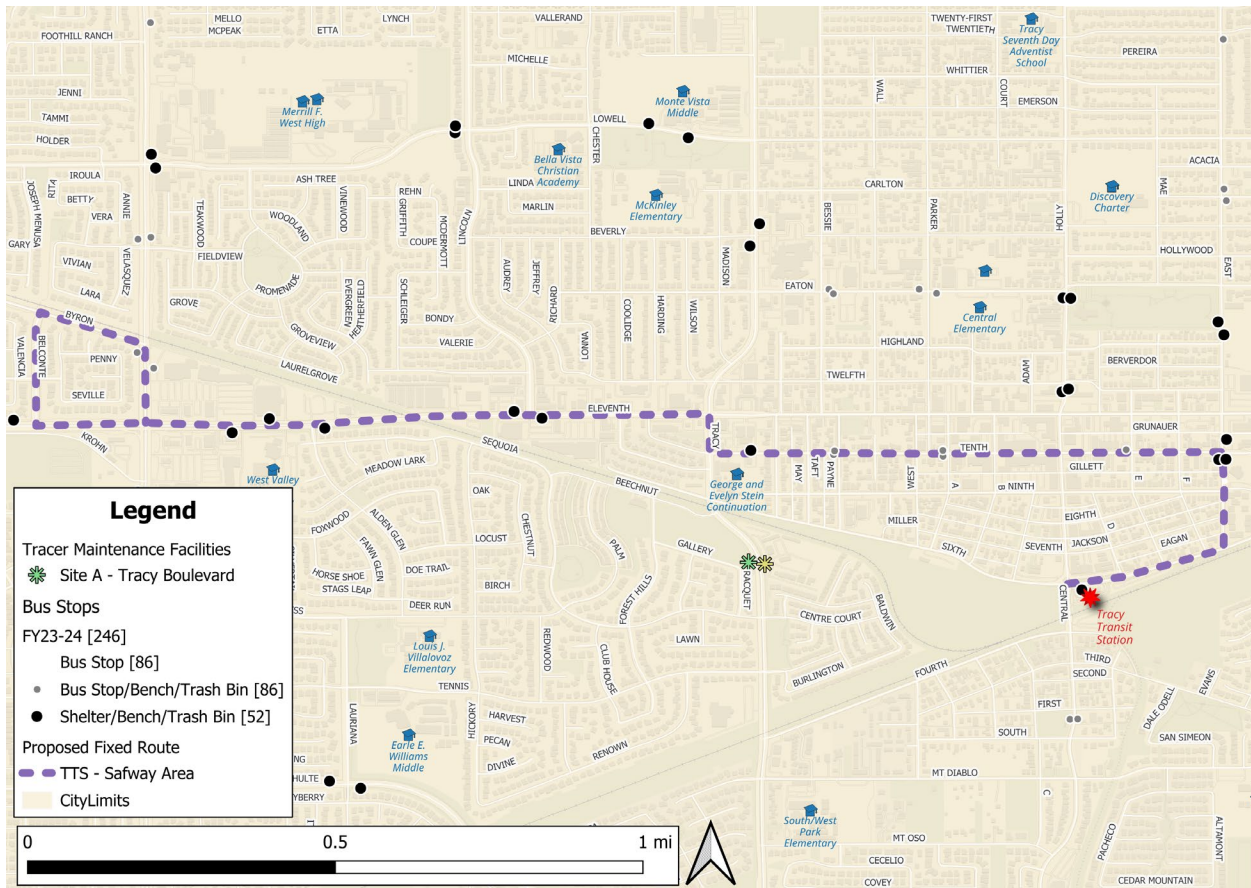 MELLO
LYNCH
VALLERAND
TWENTY-FIRST
FOOTHILL RANCH
MCPEAK
ETTA
TWENTIETH
Tracy
Seventh Day
Adventist
School
PEREIRA
MICHELLE
WHITTIER
JENNI
WALL
COURT
EMERSON
Merrill F.
West High
Monte Vista
Middle
TAMMI
LOWELL
HOLDER
CHESTER
Bella Vista
Christian
Academy
ACACIA
IROULA
ASH TREE
LINDA
CARLTON
MAE
JOSEPH MENUSA
RITA
BETTY
ANNIE
VINEWOOD
REHN
GRIFFITH
MARLIN
McKinley
Elementary
Discovery
Charter
VERA
TEAKWOOD
WOODLAND
MCDERMOTT
LINCOLN
BESSIE
PARKER
HOLLY
GARY
COUPE
BEVERLY
HOLLYWOOD
VIVIAN
VELASQUEZ
FIELDVIEW
AUDREY
JEFFREY
MADISON
EAST
LARA
PROMENADE
EVERGREEN
HEATHERFIELD
SCHLEIGER
RICHARD
EATON
GROVE
COOLIDGE
HARDING
WILSON
BYRON
BONDY
Central
Elementary
VALENCIA
BELCONTE
GROVEVIEW
VALERIE
LONNA
HIGHLAND
PENNY
LAURELGROVE
TWELFTH
ADAM
BERVERDOR
SEVILLE
ELEVENTH
TRACY
GRUNAUER
KROHN
SEQUOIA
TENTH
MEADOW LARK
GILLETT
West Valley
BEECHNUT
George and
Evelyn Stein
Continuation
MAY
TAFT
PAYNE
WEST
A
B
NINTH
E
F
OAK
FOXWOOD
ALDEN GLEN
CHESTNUT
MILLER
EIGHTH
D
LOCUST
PALM
GALLERY
SIXTH
SEVENTH
JACKSON
EAGAN
FAWN GLEN
HORSE SHOE
DOE TRAIL
STAGS LEAP
BIRCH
FOREST HILLS
RACQUET
BALDWIN
CENTRAL
DEER RUN
CENTRE COURT
Tracy
Transit
Station
Louis J.
Villalovoz
Elementary
REDWOOD
CLUB HOUSE
LAWN
THIRD
BURLINGTON
FOURTH
SECOND
TENNIS
EVANS
LAURIANA
HICKORY
HARVEST
FIRST
DALE ODELL
Earle E.
Williams
Middle
PECAN
RENOWN
SOUTH
SAN SIMEON
DIVINE
MT DIABLO
C
South/West
Park
Elementary
MT OSO
PACHECO
ALTAMONT
CECELIO
COVEY
CEDAR MOUNTAIN
Legend
Tracer Maintenance Facilities
Site A - Tracy Boulevard
Bus Stops
FY23-24 [246]
Bus Stop [86]
Bus Stop/Bench/Trash Bin [86]
Shelter/Bench/Trash Bin [52]
Proposed Fixed Route
TTS - Safway Area
CityLimits
0 0.5 1 mi